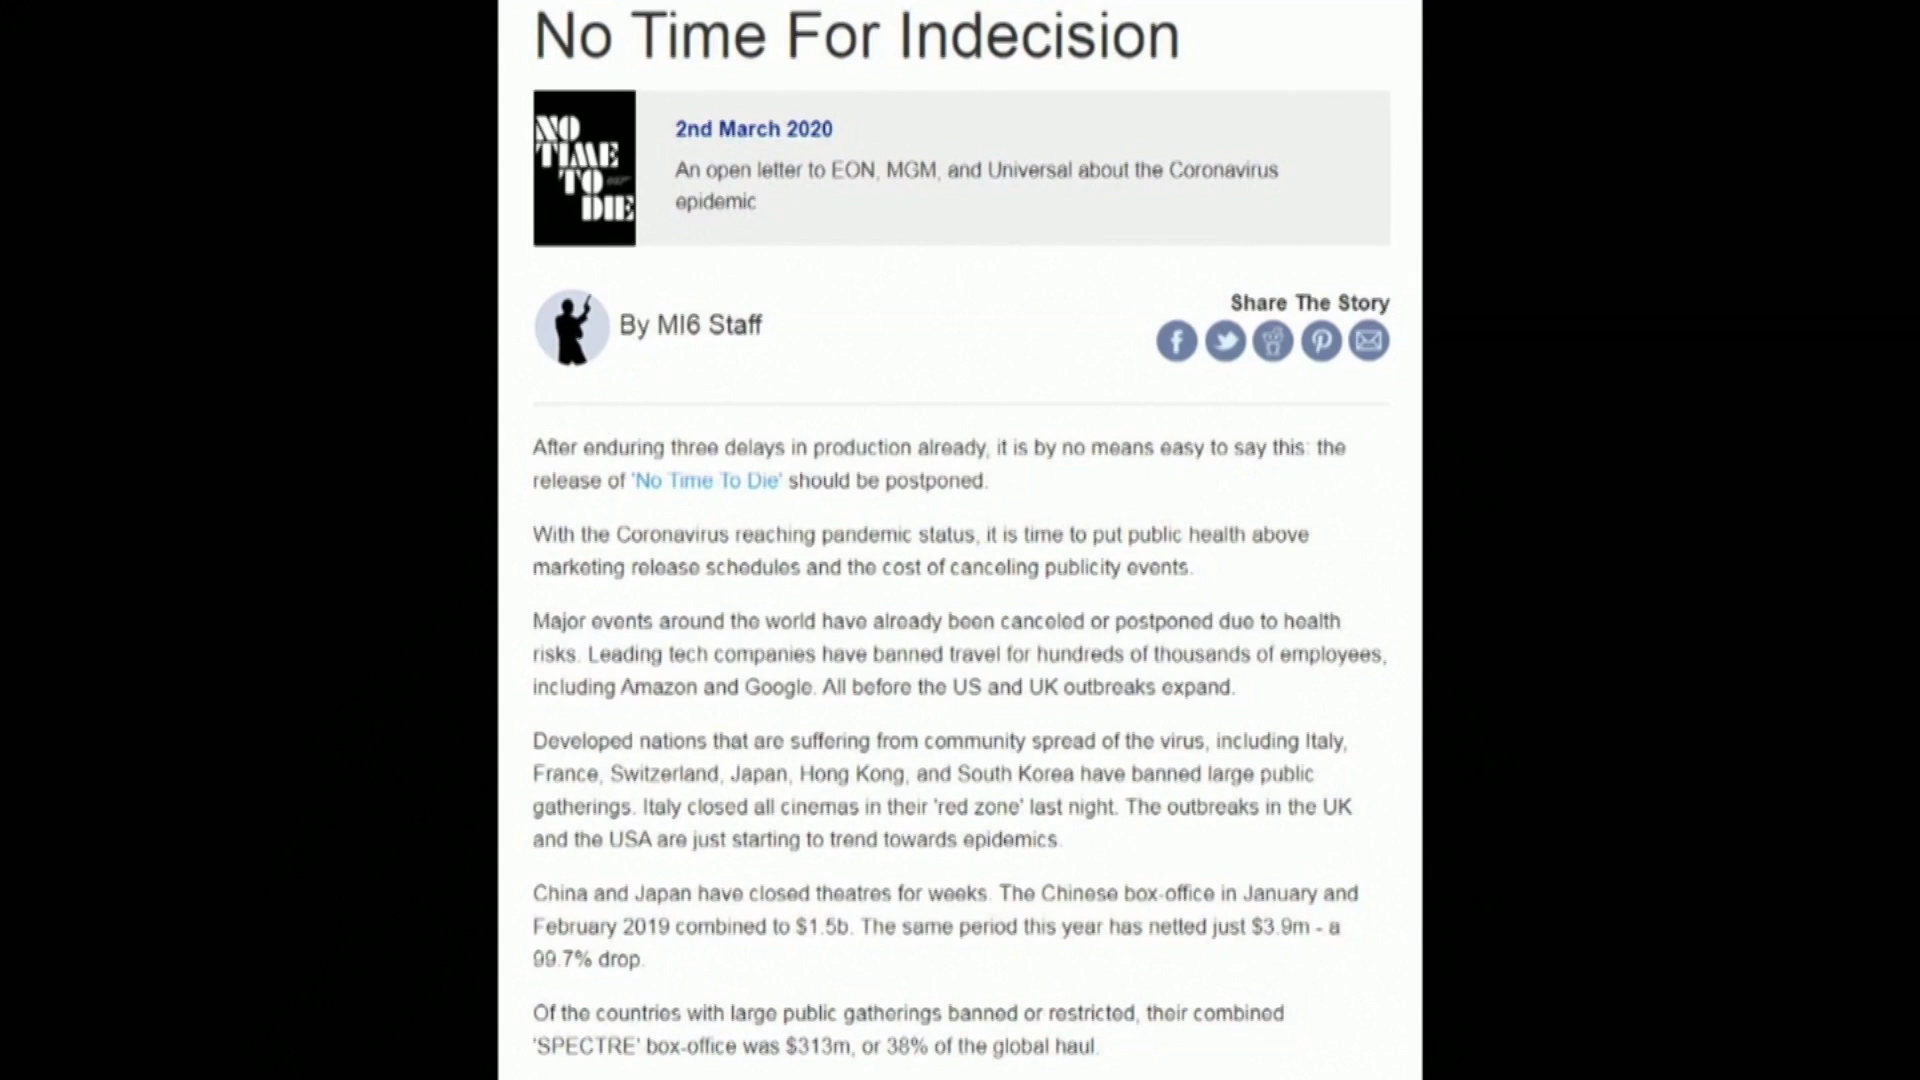 No Time For Indecision
NO
TIME
TO 007
DIE
2nd March 2020
An open letter to EON, MGM, and Universal about the Coronavirus
epidemic
By MI6 Staff
Share The Story
After enduring three delays in production already, it is by no means easy to say this: the
release of 'No Time To Die' should be postponed.
With the Coronavirus reaching pandemic status, it is time to put public health above
marketing release schedules and the cost of canceling publicity events.
Major events around the world have already been canceled or postponed due to health
risks. Leading tech companies have banned travel for hundreds of thousands of employees,
including Amazon and Google. All before the US and UK outbreaks expand.
Developed nations that are suffering from community spread of the virus, including Italy,
France, Switzerland, Japan, Hong Kong, and South Korea have banned large public
gatherings. Italy closed all cinemas in their 'red zone' last night. The outbreaks in the UK
and the USA are just starting to trend towards epidemics.
China and Japan have closed theatres for weeks. The Chinese box-office in January and
February 2019 combined to $1.5b. The same period this year has netted just $3.9m - a
99.7% drop.
Of the countries with large public gatherings banned or restricted, their combined
'SPECTRE' box-office was $313m, or 38% of the global haul.